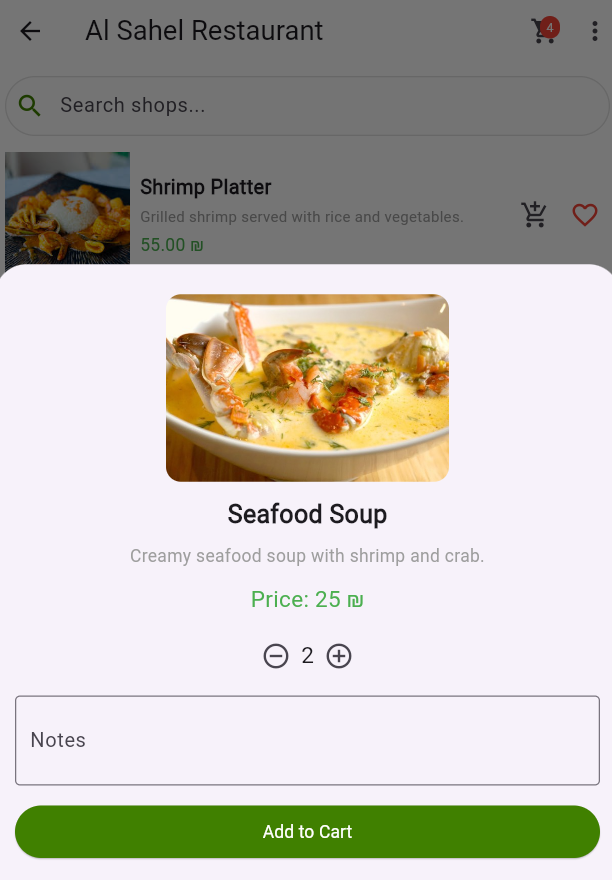 Al Sahel Restaurant
4
Search shops...
Shrimp Platter
Grilled shrimp served with rice and vegetables.
55.00 ₪
Seafood Soup
Creamy seafood soup with shrimp and crab.
Price: 25 ₪
2
Notes
Add to Cart